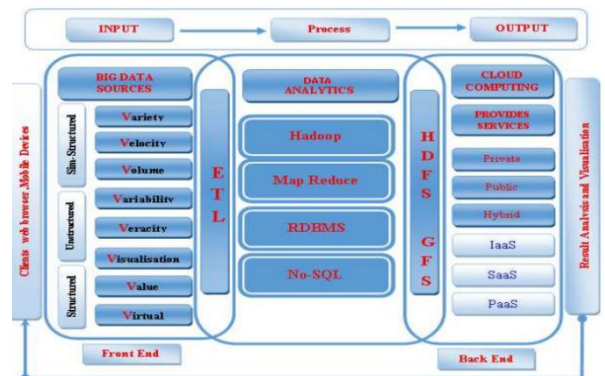 INPUT
Process
OUTPUT
Clients web browser ,Mobile Devices
BIG DATA
SOURCES
Sim-Structured
Unstructured
Structured
Variety
Velocity
Volume
Variability
Veracity
Visualisation
Value
Virtual
E
T
L
DATA
ANALYTICS
Hadoop
Map Reduce
RDBMS
No-SQL
H
D
F
S
G
F
S
CLOUD
COMPUTING
PROVIDES
SERVICES
Private
Public
Hybrid
IaaS
SaaS
PaaS
Result Analysis and Visualisation
Front End
Back End